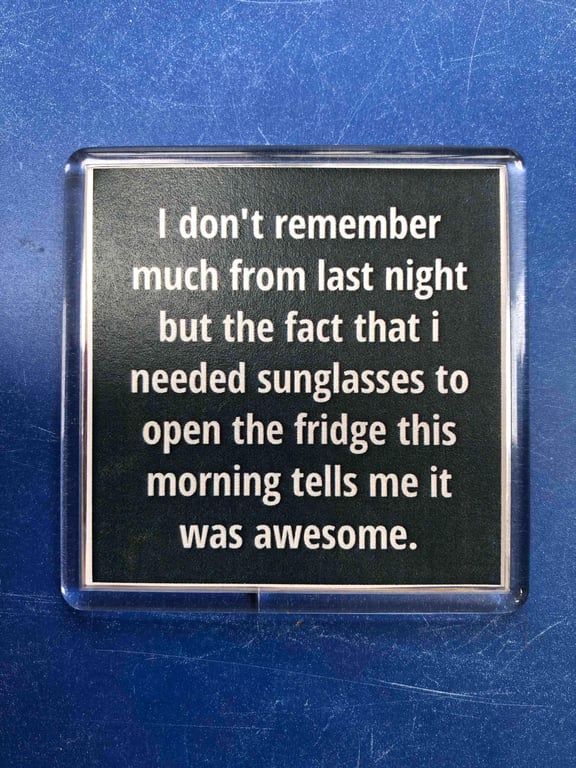 I don't remember
much from last night
but the fact that i
needed sunglasses to
open the fridge this
morning tells me it
was awesome.